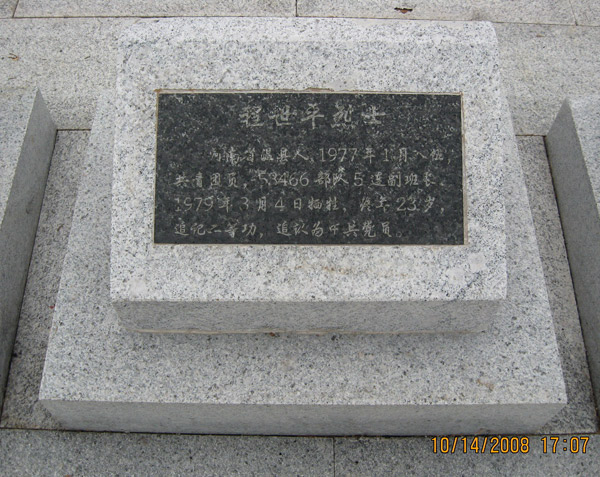 程世平烈士
河南省温县人，1977年1月入伍，
共青团员，53466部队5连副班长。
1979年3月4日牺牲，终年23岁，
追记二等功，追认为中共党员。
10/14/2008 17:07